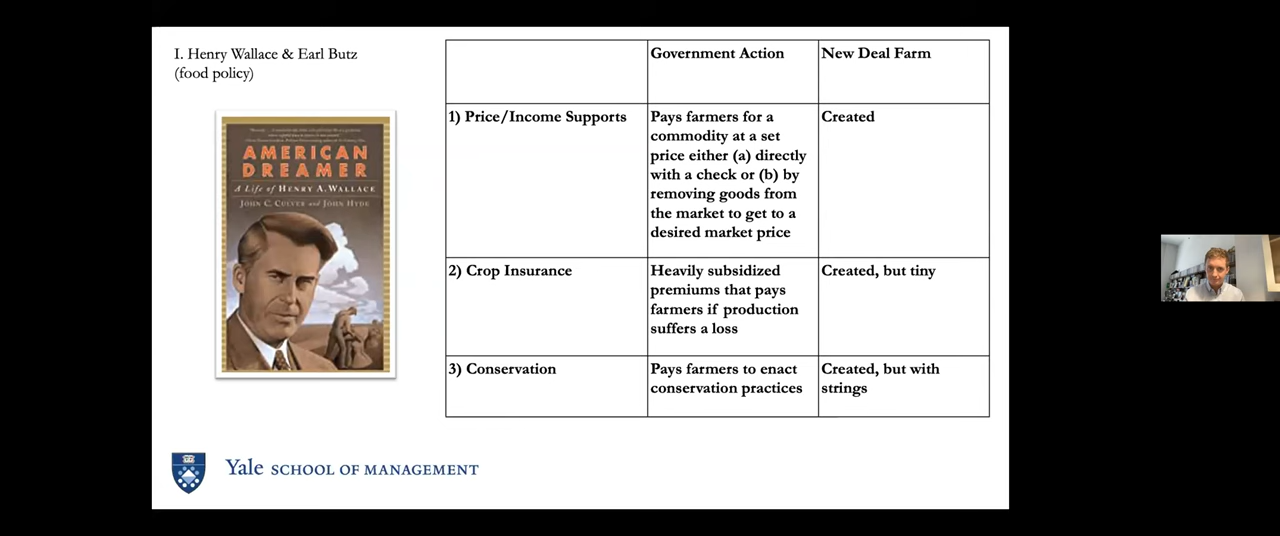 I. Henry Wallace & Earl Butz
(food policy)
AMERICAN
DREAMER
A Life of HENRY A. WALLACE
JOHN C. CULVER and JOHN HYDE
Government Action
New Deal Farm
1) Price/Income Supports
Pays farmers for a
commodity at a set
price either (a) directly
with a check or (b) by
removing goods from
the market to get to a
desired market price
Created
2) Crop Insurance
Heavily subsidized
premiums that pays
farmers if production
suffers a loss
Created, but tiny
3) Conservation
Pays farmers to enact
conservation practices
Created, but with
strings
Yale SCHOOL OF MANAGEMENT